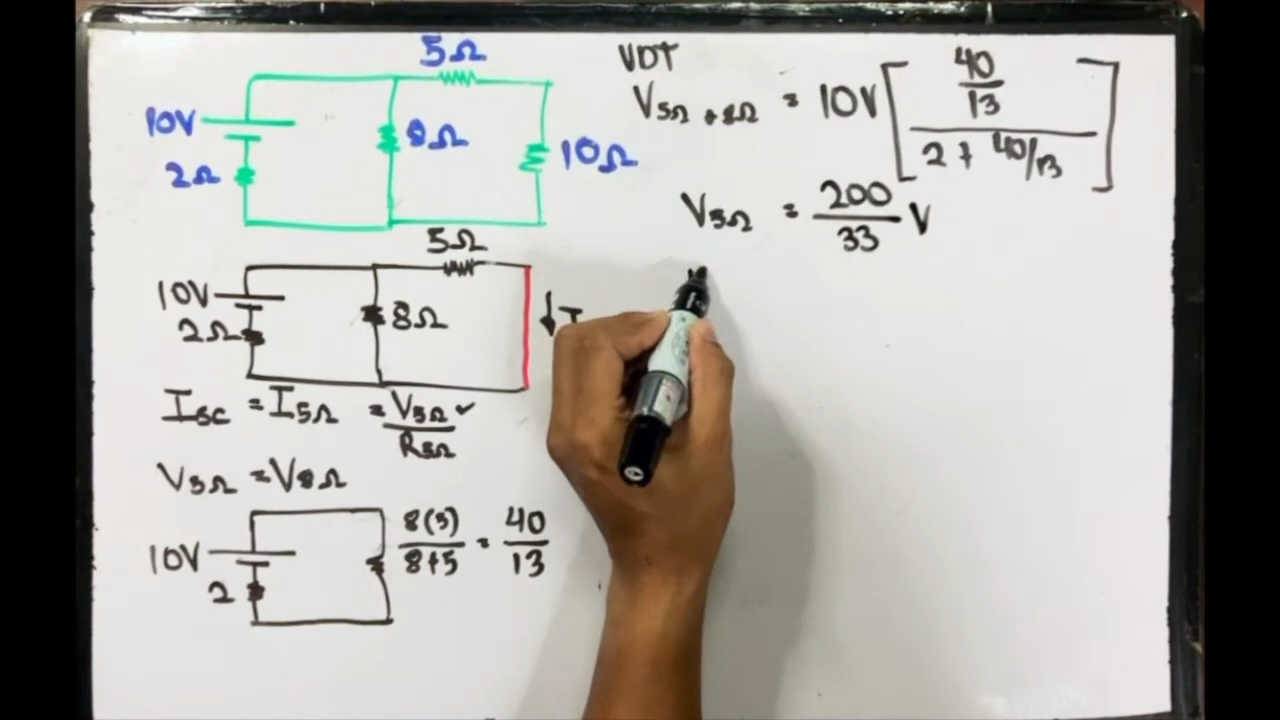 5Ω
10V
8Ω
2Ω
10Ω
5Ω
10V
2Ω
8Ω
I
Isc = I5Ω = V5Ω ✓ / R5Ω
V5Ω = V8Ω
10V
2
8(5)/8+5 = 40/13
VDT
V5Ω + 8Ω = 10V [ 40/13 / 2 + 40/13 ]
V5Ω = 200/33 V